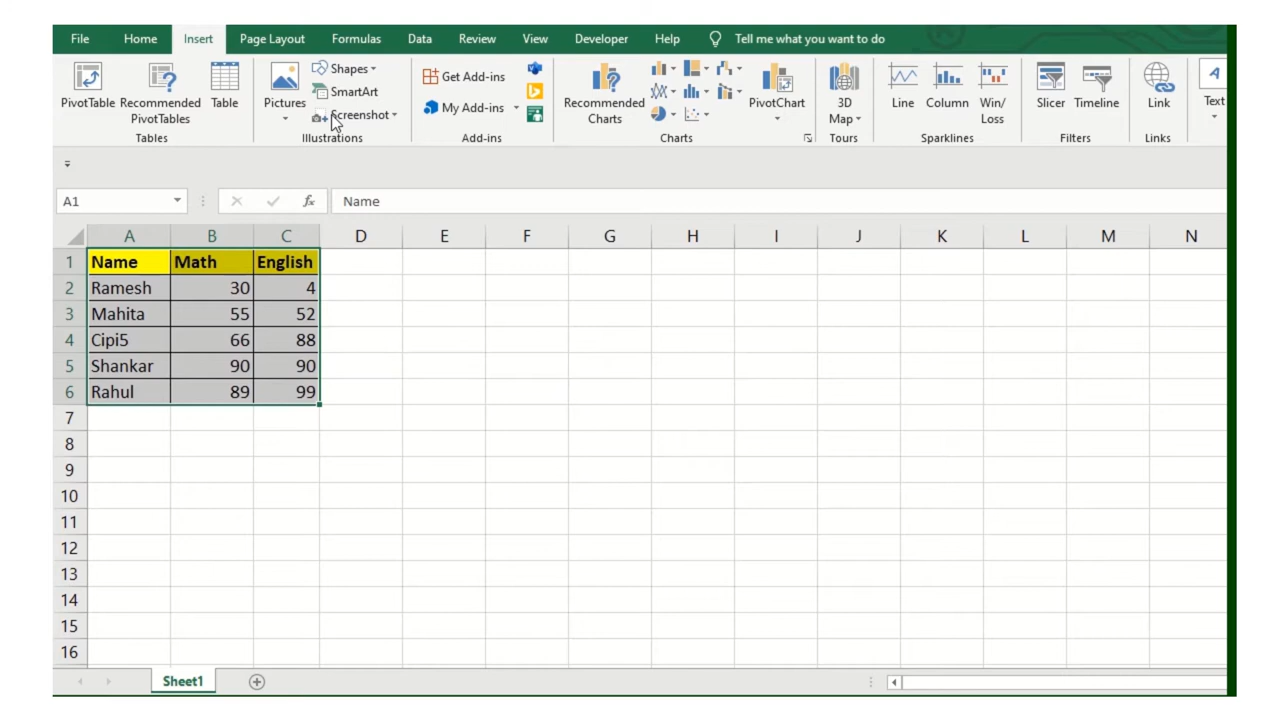 File Home Insert Page Layout Formulas Data Review View Developer Help Tell me what you want to do
Shapes
SmartArt
Screenshot
Get Add-ins
My Add-ins
PivotTable Recommended Table Pictures Recommended PivotChart 3D Line Column Win/ Slicer Timeline Link Text
PivotTables Charts Map Loss
Tables Illustrations Add-ins Charts Tours Sparklines Filters Links
A1 fx Name
A B C D E F G H I J K L M N
1 Name Math English
2 Ramesh 30 4
3 Mahita 55 52
4 Cipi5 66 88
5 Shankar 90 90
6 Rahul 89 99
7
8
9
10
11
12
13
14
15
16
Sheet1